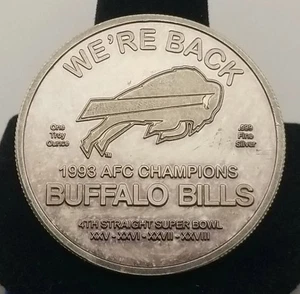 WE'RE BACK
One
Troy
Ounce
.999
Fine
Silver
TM
1993 AFC CHAMPIONS
BUFFALO BILLS
4TH STRAIGHT SUPER BOWL
XXV - XXVI - XXVII - XXVIII